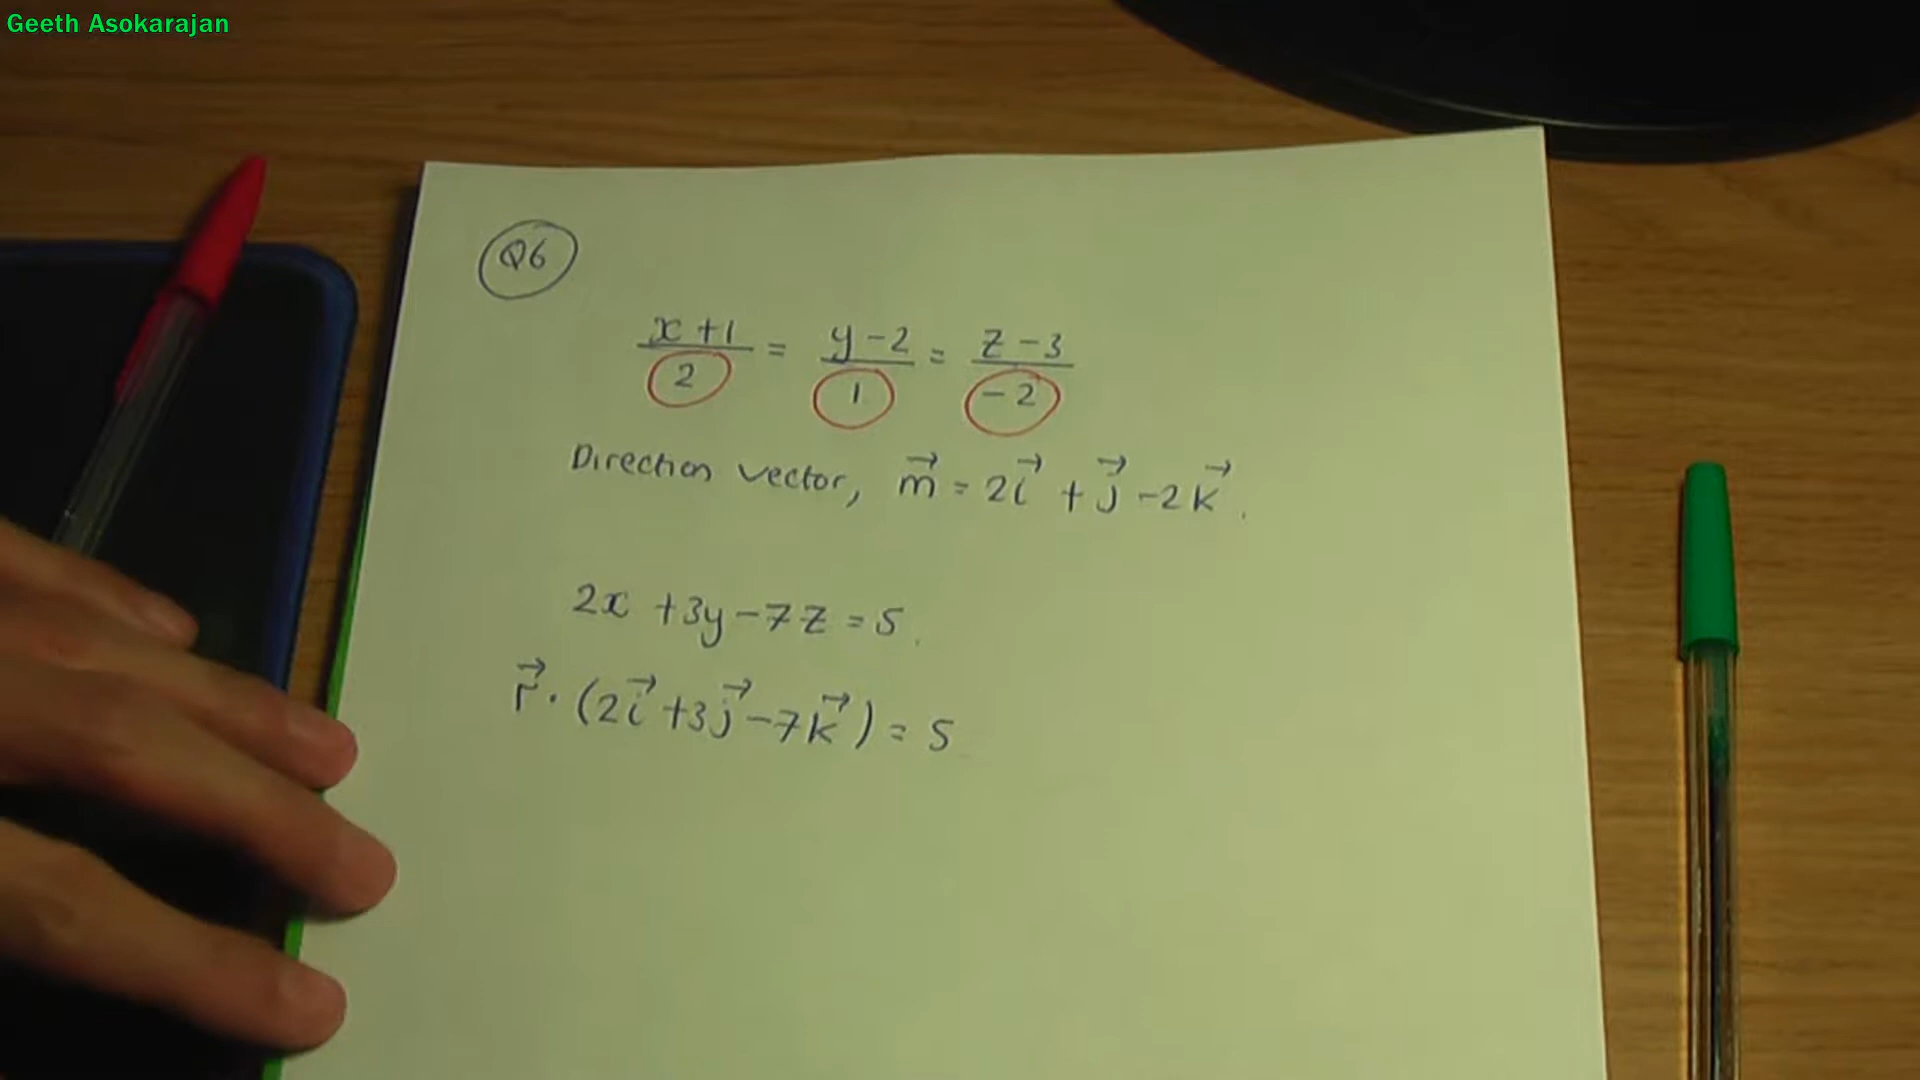 Geeth Asokarajan
Q6
x+1/2 = y-2/1 = z-3/-2
Direction vector, m⃗ = 2i⃗ + j⃗ - 2k⃗.
2x + 3y - 7z = 5.
r⃗ · (2i⃗ + 3j⃗ - 7k⃗) = 5